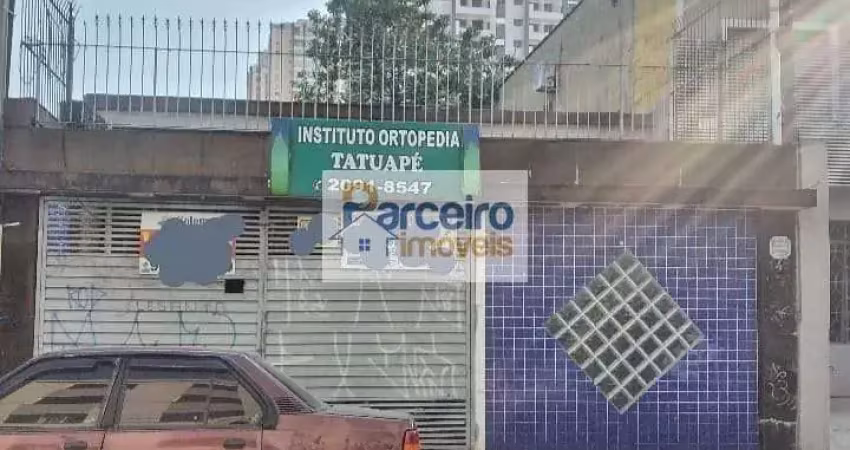 INSTITUTO ORTOPEDIA
TATUAPÉ
2091-8547
Parceiro
imóveis